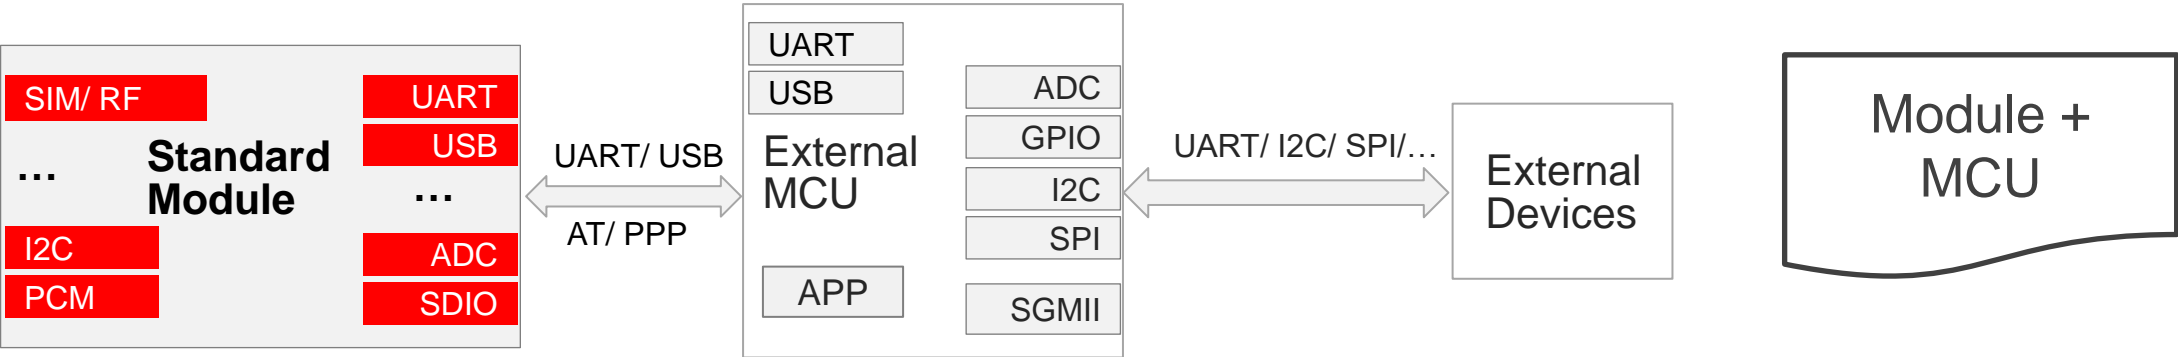 SIM/ RF
...
Standard
Module
I2C
PCM
UART
USB
...
ADC
SDIO
UART/ USB
AT/ PPP
UART
USB
External
MCU
APP
ADC
GPIO
I2C
SPI
SGMII
UART/ I2C/ SPI/...
External
Devices
Module +
MCU